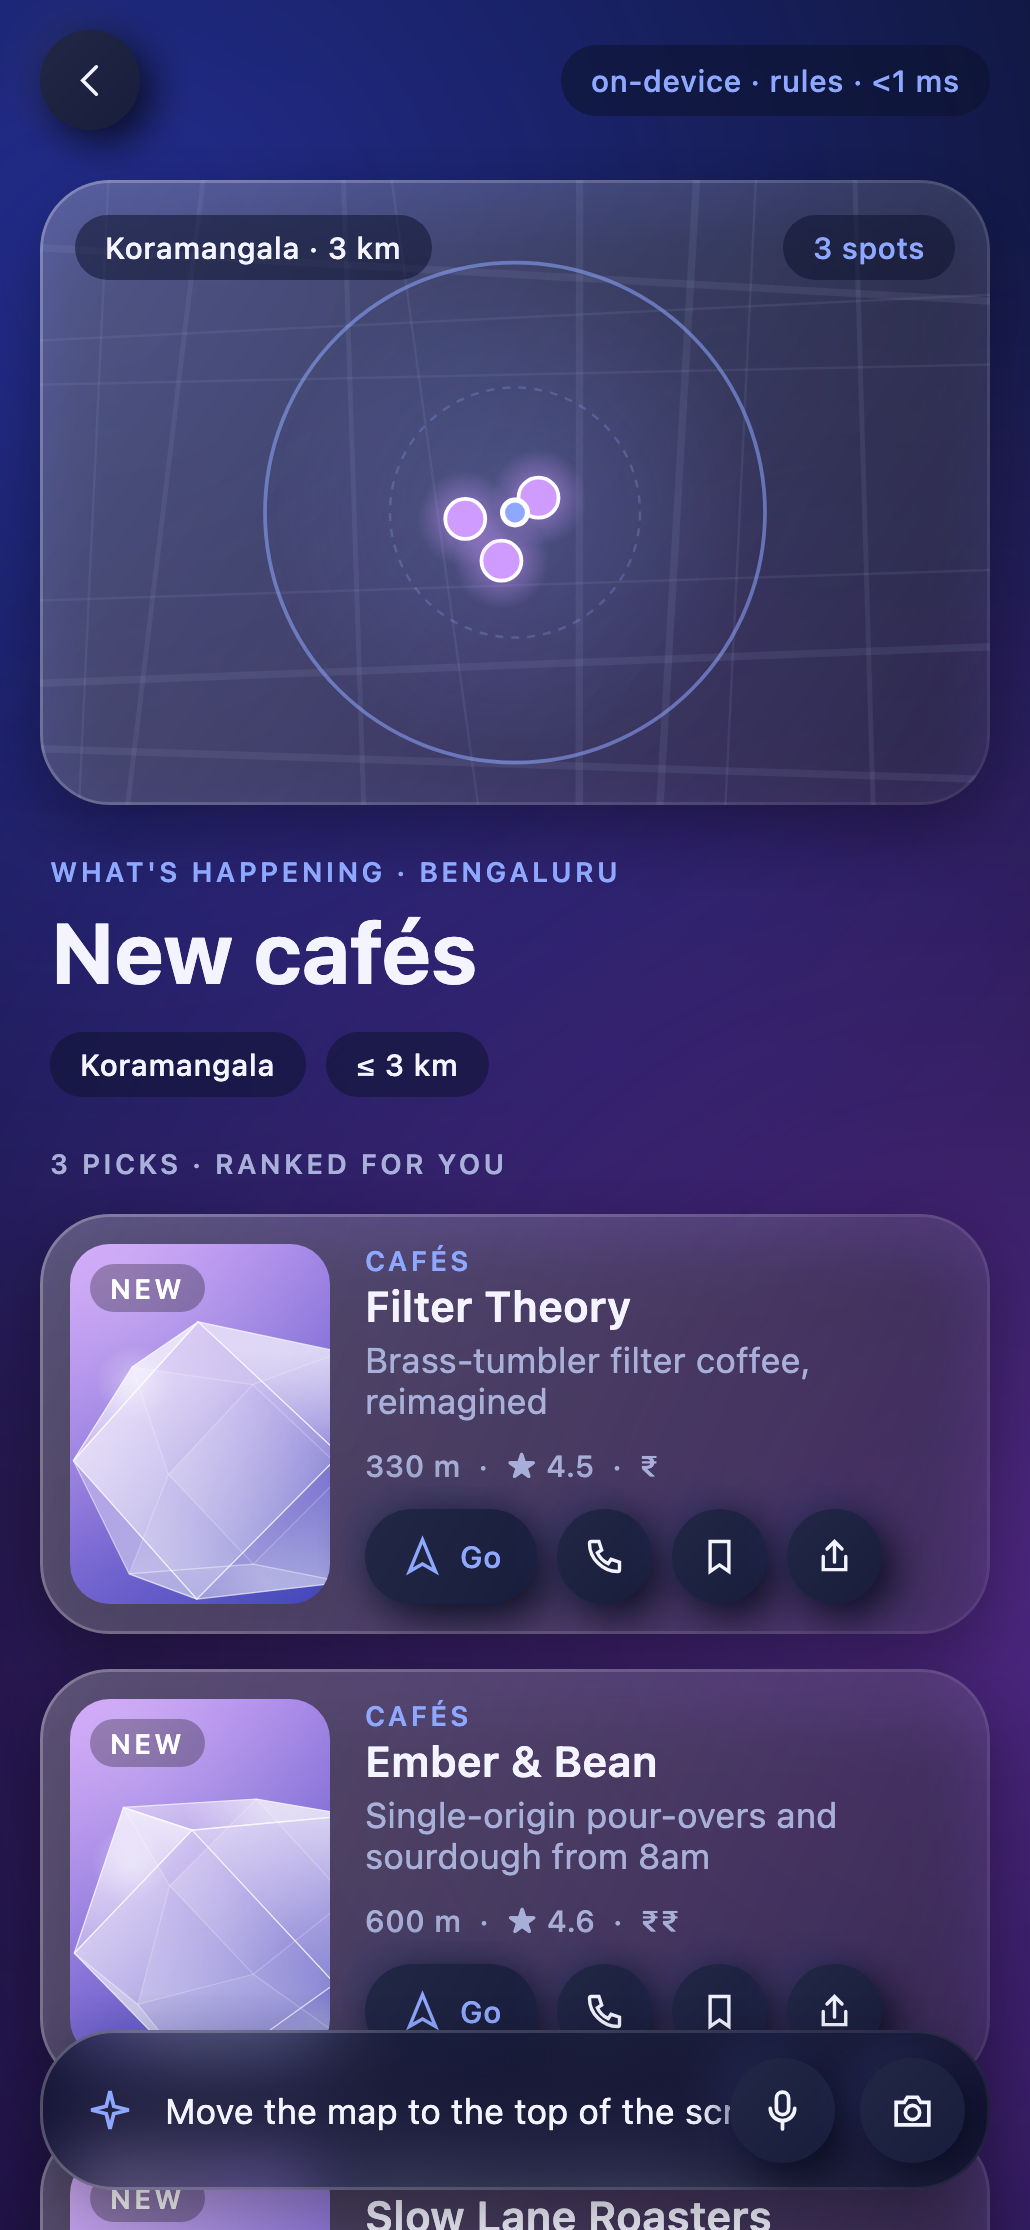 on-device · rules · <1 ms
Koramangala · 3 km
3 spots
WHAT'S HAPPENING · BENGALURU
New cafés
Koramangala
≤ 3 km
3 PICKS · RANKED FOR YOU
NEW
CAFÉS
Filter Theory
Brass-tumbler filter coffee,
reimagined
330 m · ★ 4.5 · ₹
Go
NEW
CAFÉS
Ember & Bean
Single-origin pour-overs and
sourdough from 8am
600 m · ★ 4.6 · ₹₹
Go
Move the map to the top of the scr
NEW
Slow Lane Roasters